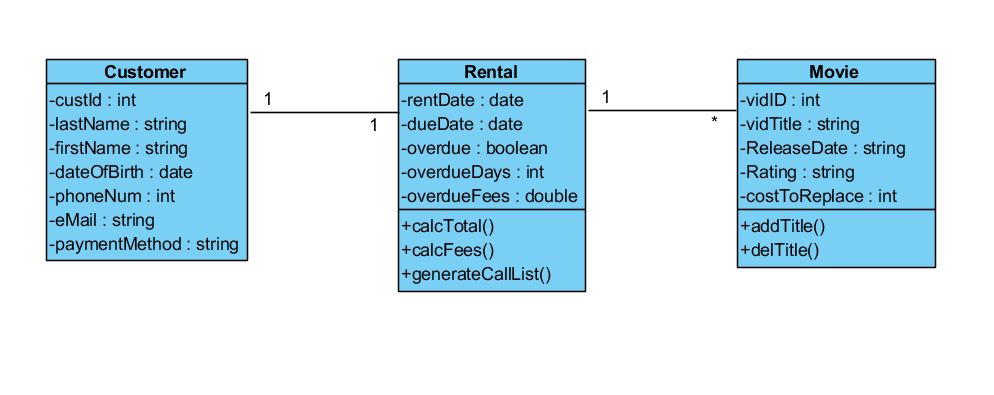 Customer
-custId : int
-lastName : string
-firstName : string
-dateOfBirth : date
-phoneNum : int
-eMail : string
-paymentMethod : string
1
1
Rental
-rentDate : date
-dueDate : date
-overdue : boolean
-overdueDays : int
-overdueFees : double
+calcTotal()
+calcFees()
+generateCallList()
1
*
Movie
-vidID : int
-vidTitle : string
-ReleaseDate : string
-Rating : string
-costToReplace : int
+addTitle()
+delTitle()